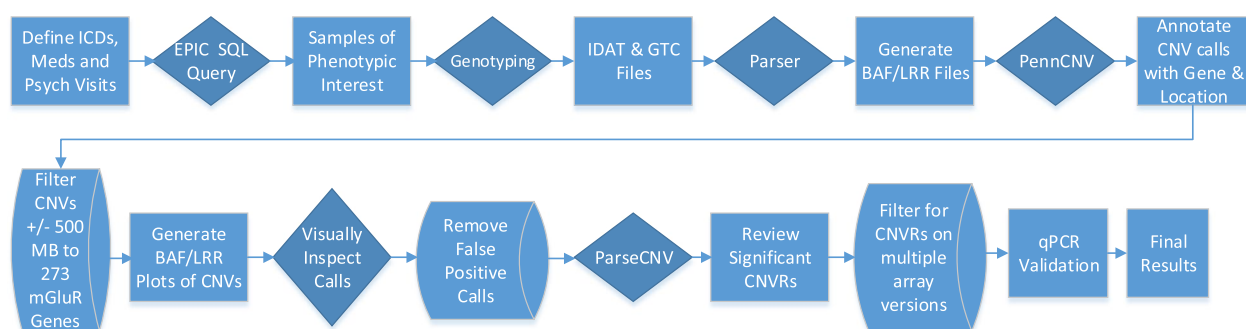 Define ICDs,
Meds and
Psych Visits
EPIC SQL
Query
Samples of
Phenotypic
Interest
Genotyping
IDAT & GTC
Files
Parser
Generate
BAF/LRR Files
PennCNV
Annotate
CNV calls
with Gene &
Location
Filter
CNVs
+/- 500
MB to
273
mGluR
Genes
Generate
BAF/LRR
Plots of CNVs
Visually
Inspect
Calls
Remove
False
Positive
Calls
ParseCNV
Review
Significant
CNVRs
Filter for
CNVRs on
multiple
array
versions
qPCR
Validation
Final
Results